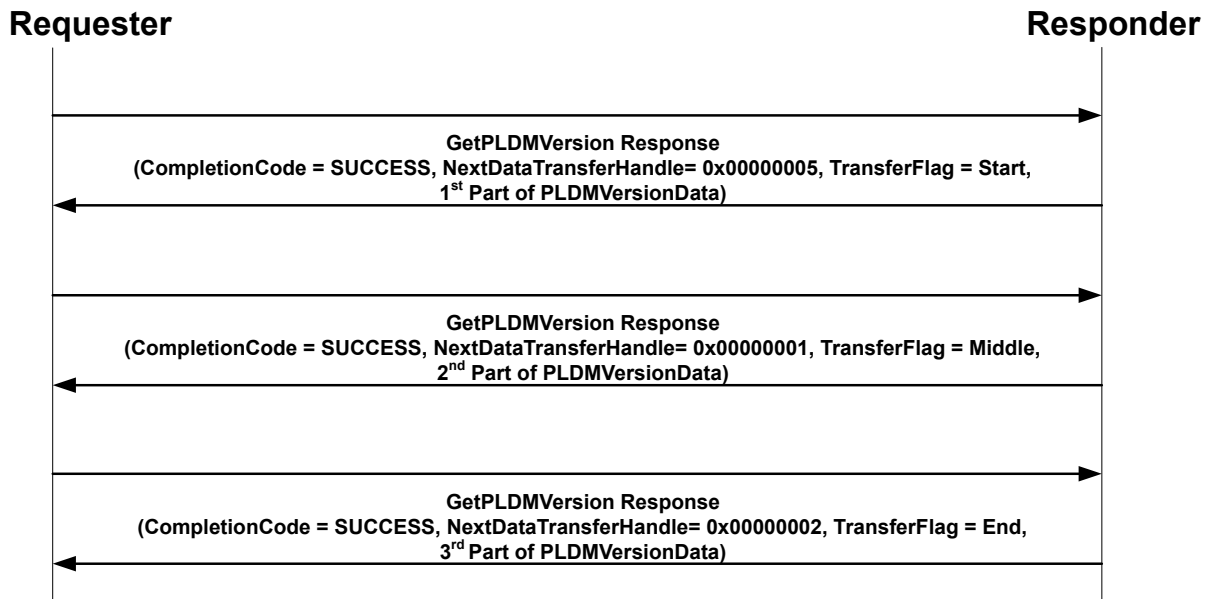 Requester Responder
GetPLDMVersion Response
(CompletionCode = SUCCESS, NextDataTransferHandle= 0x00000005, TransferFlag = Start,
1st Part of PLDMVersionData)
GetPLDMVersion Response
(CompletionCode = SUCCESS, NextDataTransferHandle= 0x00000001, TransferFlag = Middle,
2nd Part of PLDMVersionData)
GetPLDMVersion Response
(CompletionCode = SUCCESS, NextDataTransferHandle= 0x00000002, TransferFlag = End,
3rd Part of PLDMVersionData)